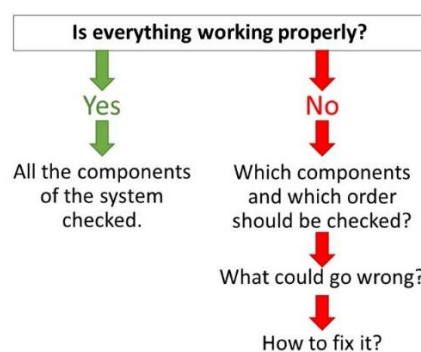 Is everything working properly?
Yes
No
All the components
of the system
checked.
Which components
and which order
should be checked?
What could go wrong?
How to fix it?